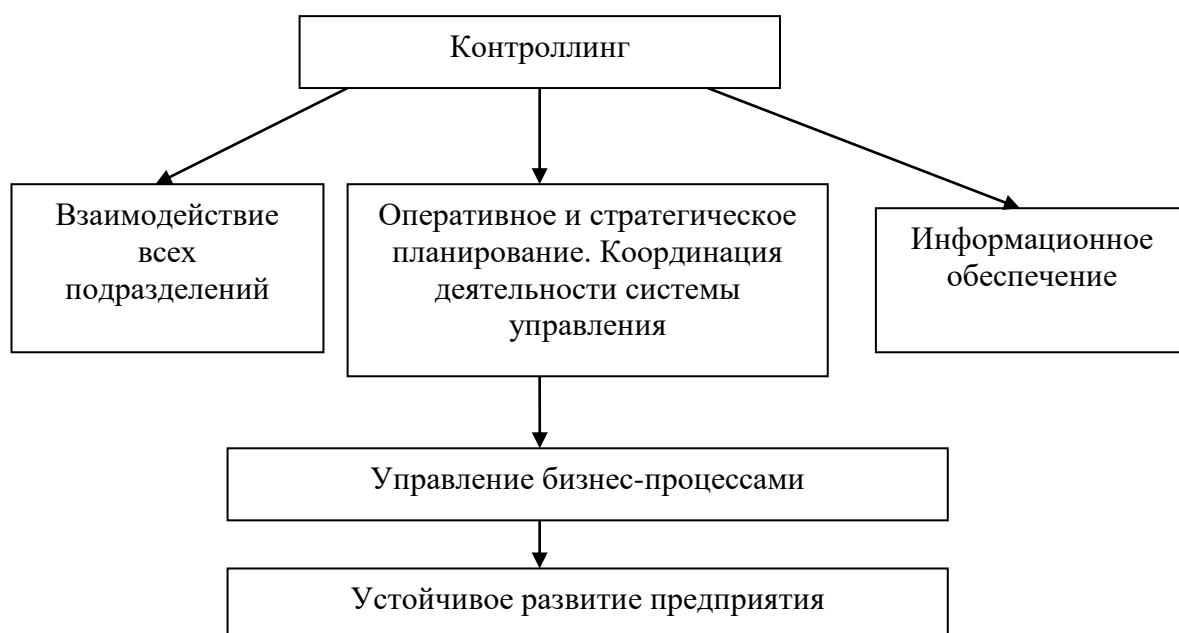 Контроллинг
Взаимодействие
всех
подразделений
Оперативное и стратегическое
планирование. Координация
деятельности системы
управления
Информационное
обеспечение
Управление бизнес-процессами
Устойчивое развитие предприятия